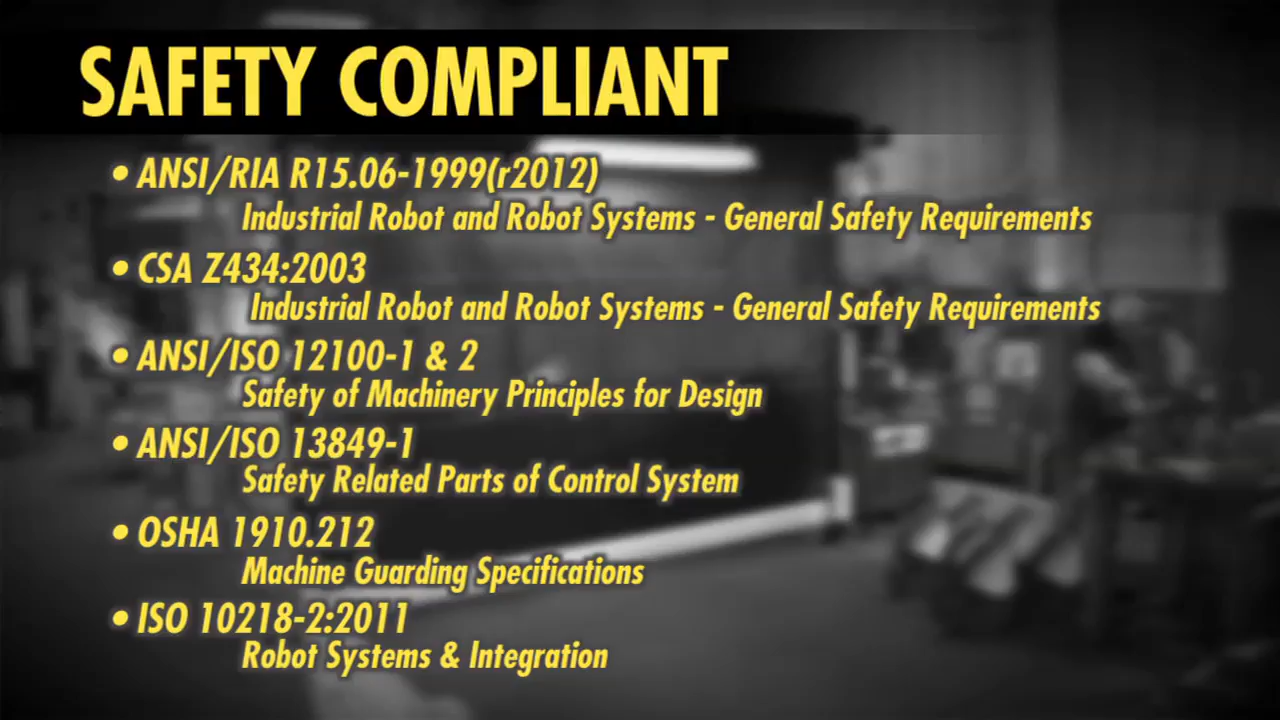 SAFETY COMPLIANT
• ANSI/RIA R15.06-1999(r2012)
Industrial Robot and Robot Systems - General Safety Requirements
• CSA Z434:2003
Industrial Robot and Robot Systems - General Safety Requirements
• ANSI/ISO 12100-1 & 2
Safety of Machinery Principles for Design
• ANSI/ISO 13849-1
Safety Related Parts of Control System
• OSHA 1910.212
Machine Guarding Specifications
• ISO 10218-2:2011
Robot Systems & Integration